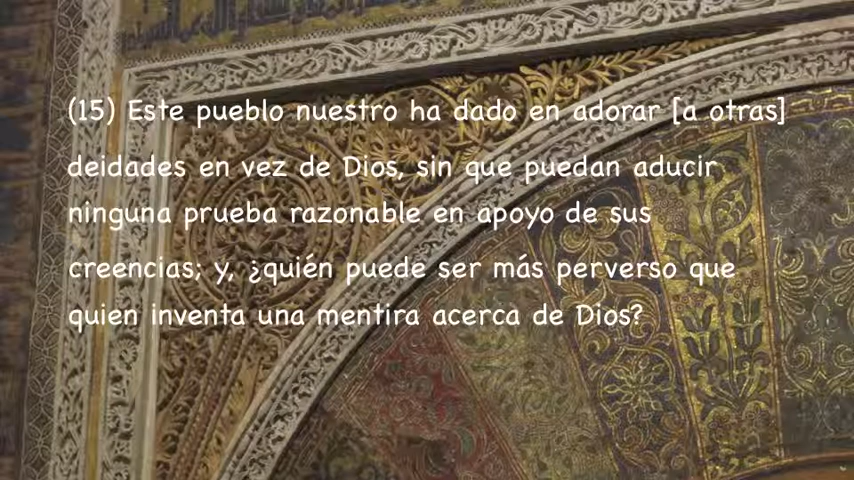 (15) Este pueblo nuestro ha dado en adorar [a otras]
deidades en vez de Dios, sin que puedan aducir
ninguna prueba razonable en apoyo de sus
creencias; y, ¿quién puede ser más perverso que
quien inventa una mentira acerca de Dios?